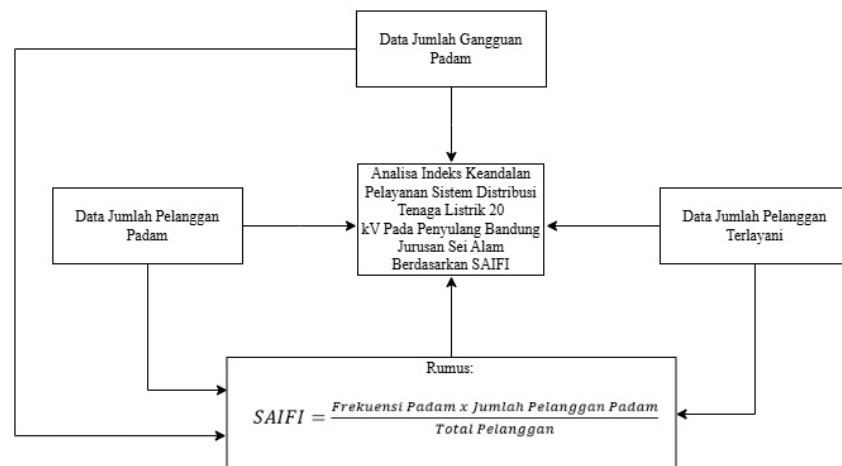 Data Jumlah Gangguan
Padam
Analisa Indeks Keandalan
Pelayanan Sistem Distribusi
Tenaga Listrik 20
kV Pada Penyulang Bandung
Jurusan Sei Alam
Berdasarkan SAIFI
Data Jumlah Pelanggan
Padam
Data Jumlah Pelanggan
Terlayani
Rumus:
SAIFI = Frekuensi Padam x Jumlah Pelanggan Padam
Total Pelanggan